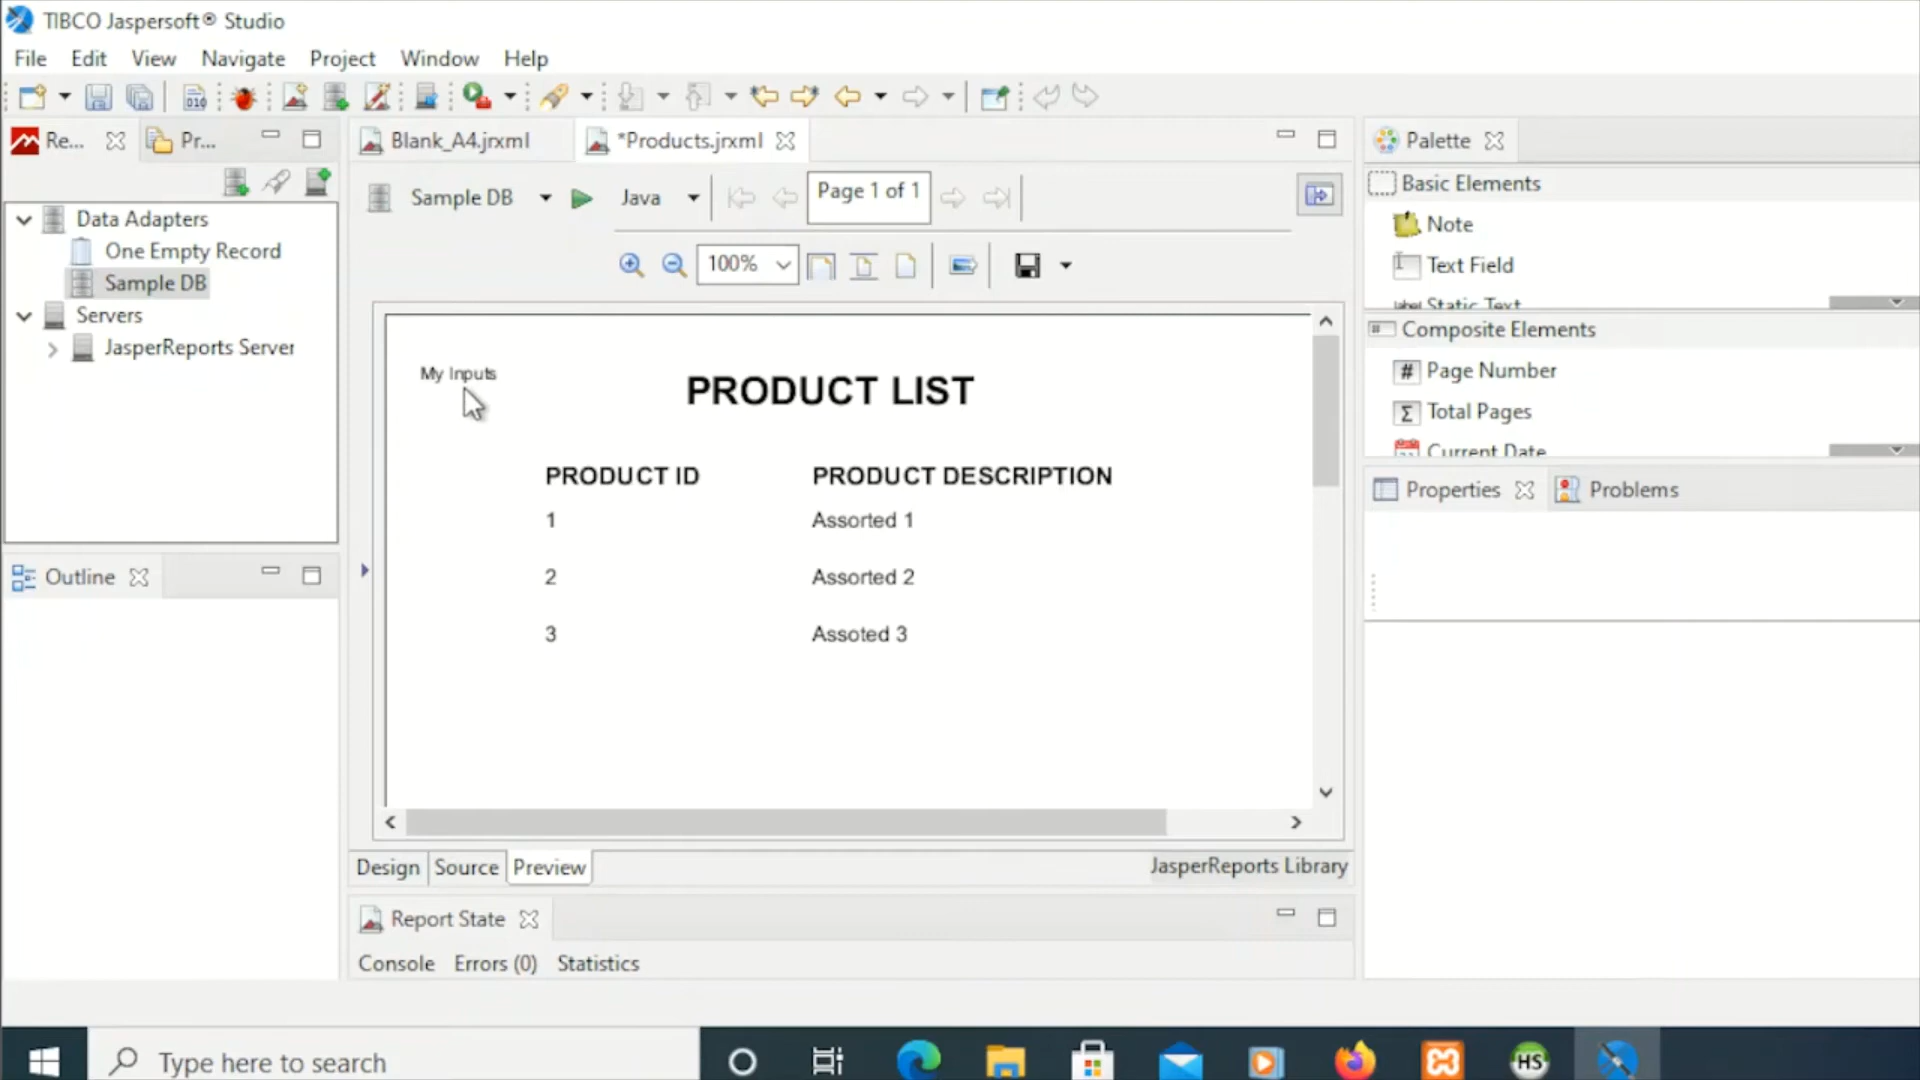 TIBCO Jaspersoft® Studio
File Edit View Navigate Project Window Help
Re... Pr...
Blank_A4.jrxml *Products.jrxml
Palette
Basic Elements
Note
Text Field
Static Text
Composite Elements
Page Number
Total Pages
Current Date
Properties Problems
Data Adapters
One Empty Record
Sample DB
Servers
JasperReports Server
Outline
Sample DB Java Page 1 of 1
100%
My Inputs
PRODUCT LIST
PRODUCT ID PRODUCT DESCRIPTION
1 Assorted 1
2 Assorted 2
3 Assoted 3
Design Source Preview JasperReports Library
Report State
Console Errors (0) Statistics
Type here to search
HS